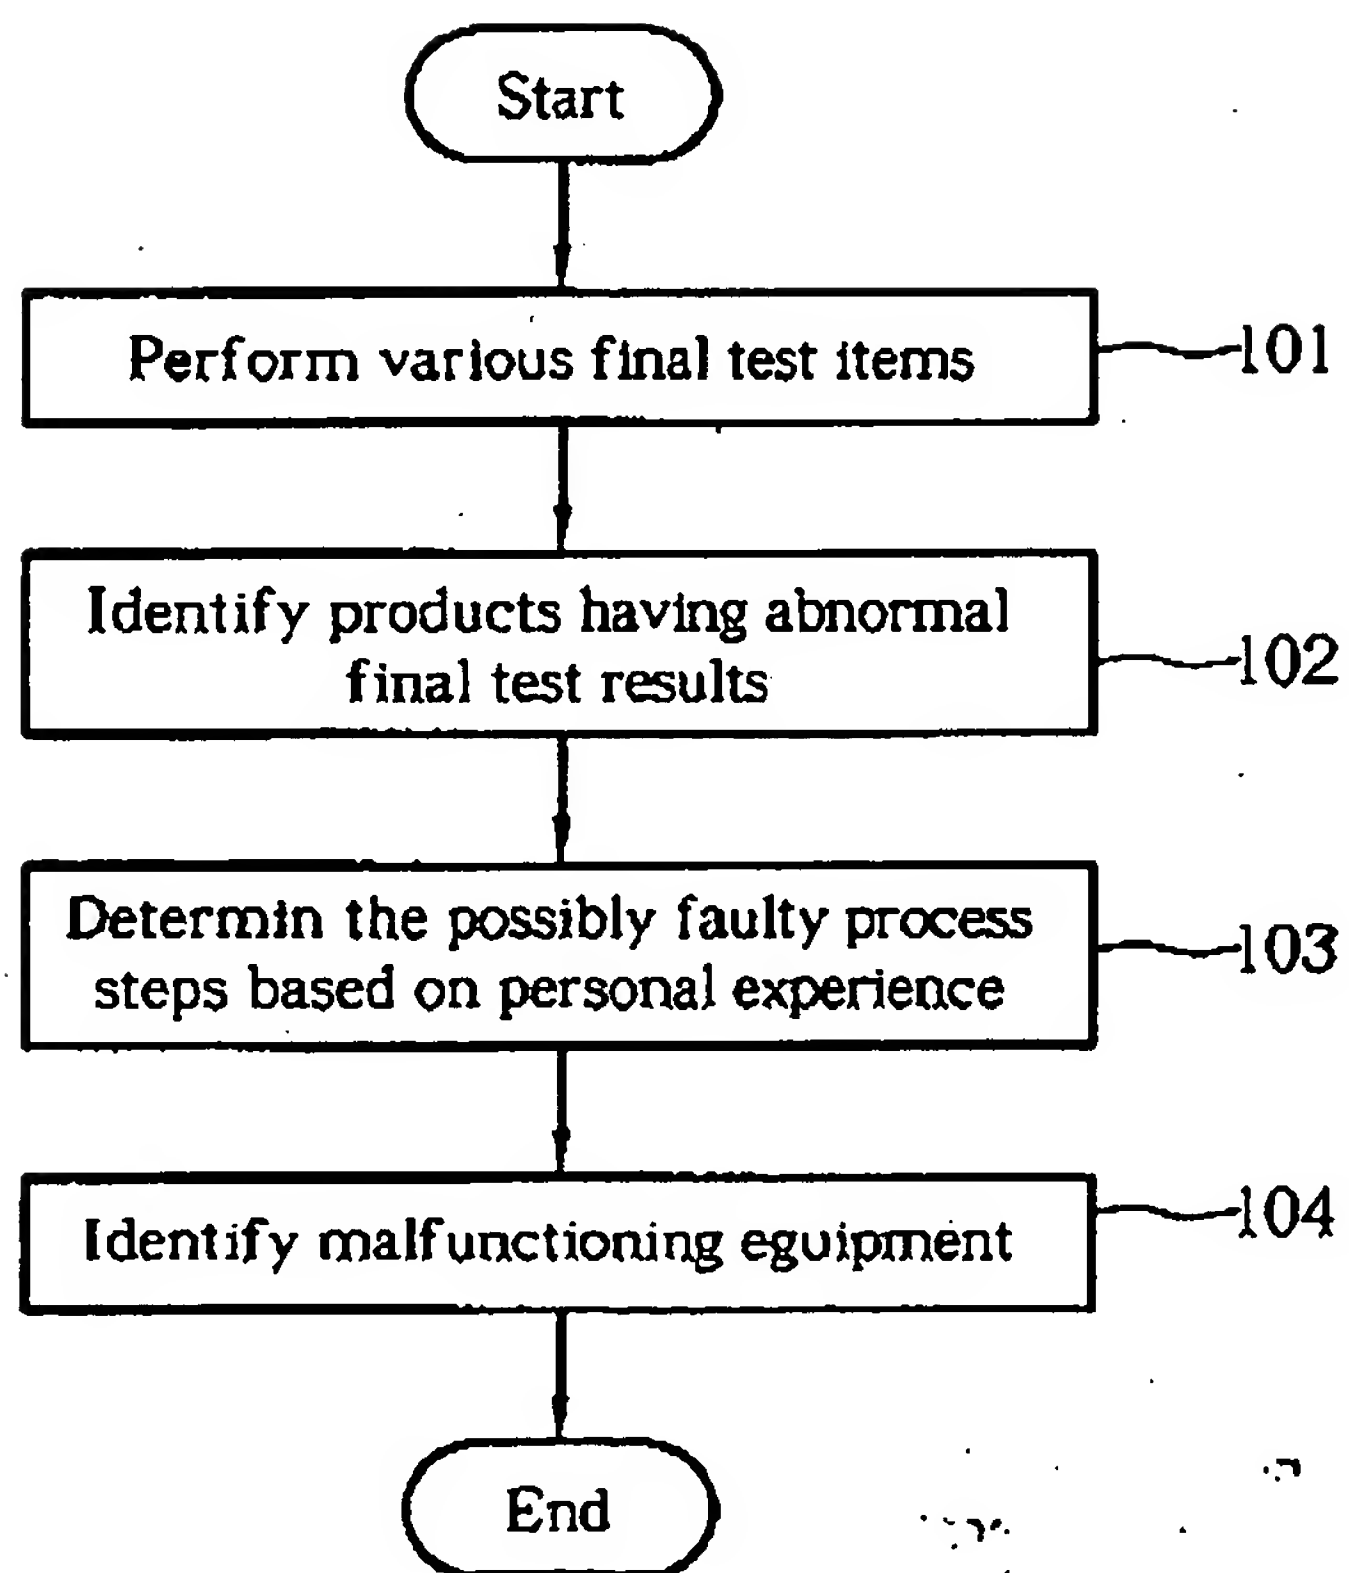 Start
Perform various final test items
101
Identify products having abnormal
final test results
102
Determin the possibly faulty process
steps based on personal experience
103
Identify malfunctioning eguipment
104
End